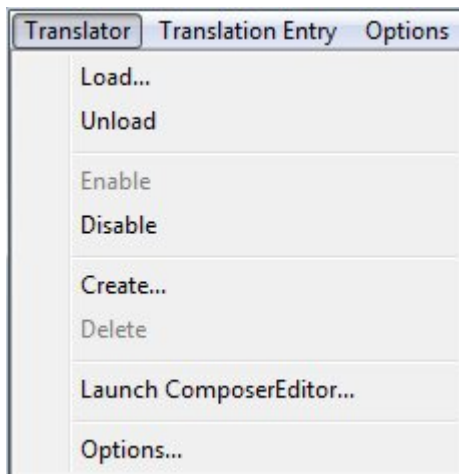 Translator Translation Entry Options
Load...
Unload
Enable
Disable
Create...
Delete
Launch ComposerEditor...
Options...